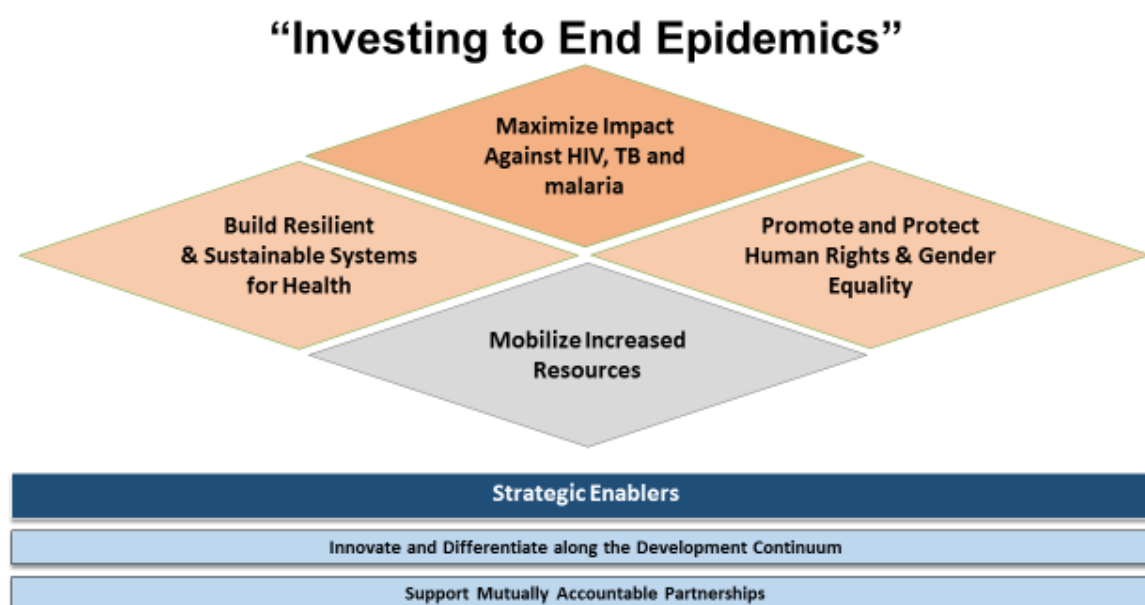 “Investing to End Epidemics”
Maximize Impact
Against HIV, TB and
malaria
Build Resilient
& Sustainable Systems
for Health
Promote and Protect
Human Rights & Gender
Equality
Mobilize Increased
Resources
Strategic Enablers
Innovate and Differentiate along the Development Continuum
Support Mutually Accountable Partnerships